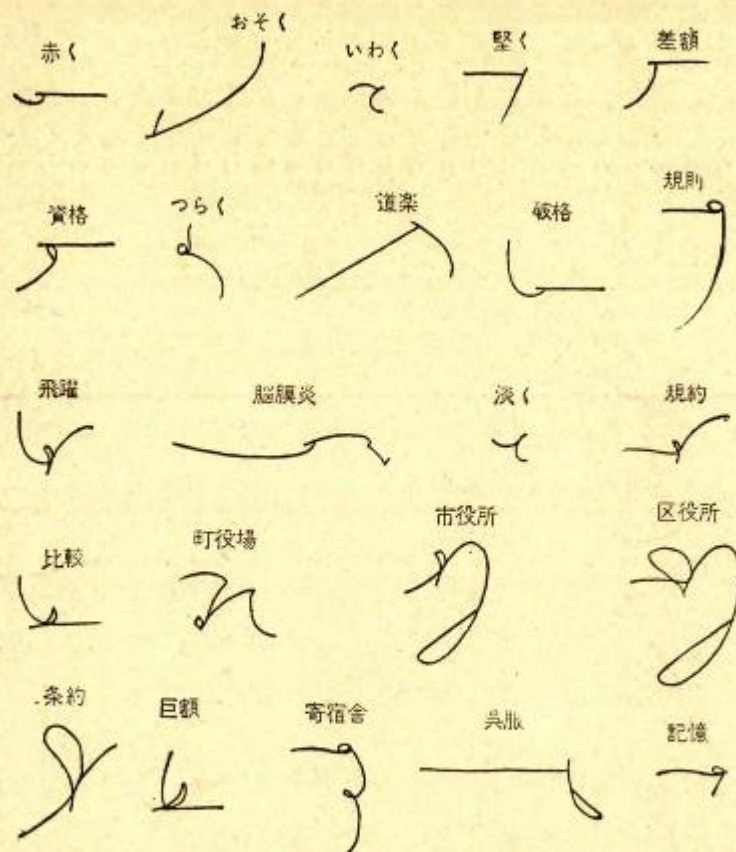 赤く おそく いわく 堅く 差額
資格 つらく 道楽 破格 規則
飛躍 脳膜炎 淡く 規約
比較 町役場 市役所 区役所
条約 巨額 寄宿舎 呉服 記憶